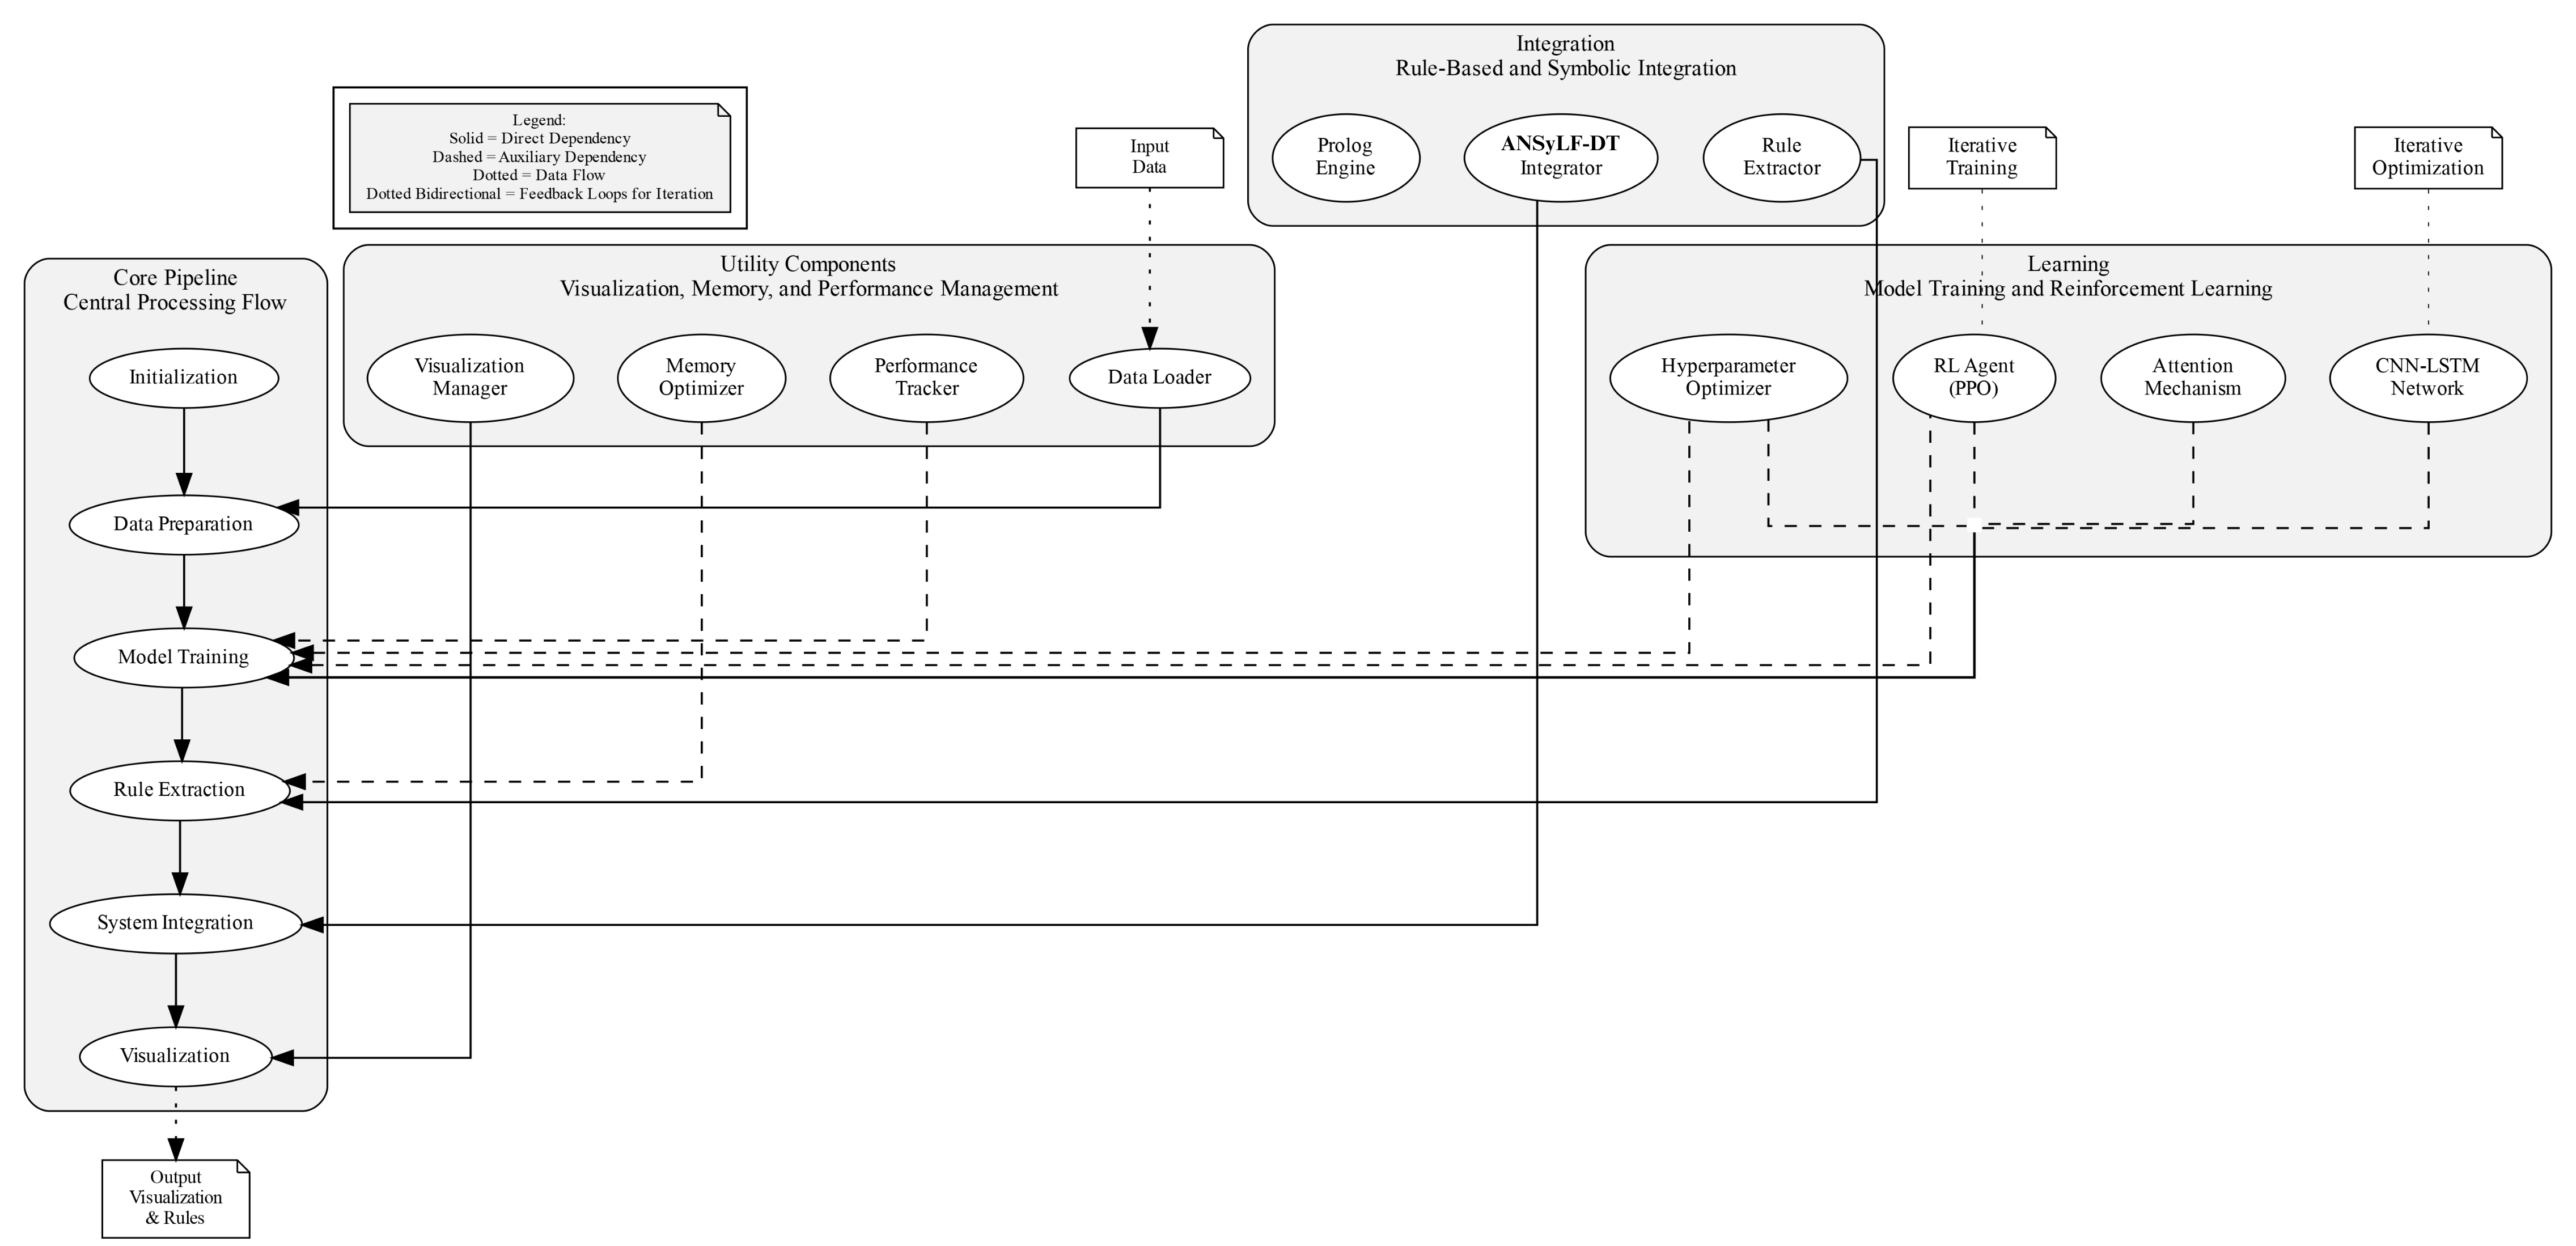 Integration
Rule-Based and Symbolic Integration
Prolog
Engine
ANSyLF-DT
Integrator
Rule
Extractor
Legend:
Solid = Direct Dependency
Dashed = Auxiliary Dependency
Dotted = Data Flow
Dotted Bidirectional = Feedback Loops for Iteration
Input
Data
Iterative
Training
Iterative
Optimization
Core Pipeline
Central Processing Flow
Utility Components
Visualization, Memory, and Performance Management
Learning
Model Training and Reinforcement Learning
Initialization
Visualization
Manager
Memory
Optimizer
Performance
Tracker
Data Loader
Hyperparameter
Optimizer
RL Agent
(PPO)
Attention
Mechanism
CNN-LSTM
Network
Data Preparation
Model Training
Rule Extraction
System Integration
Visualization
Output
Visualization
& Rules